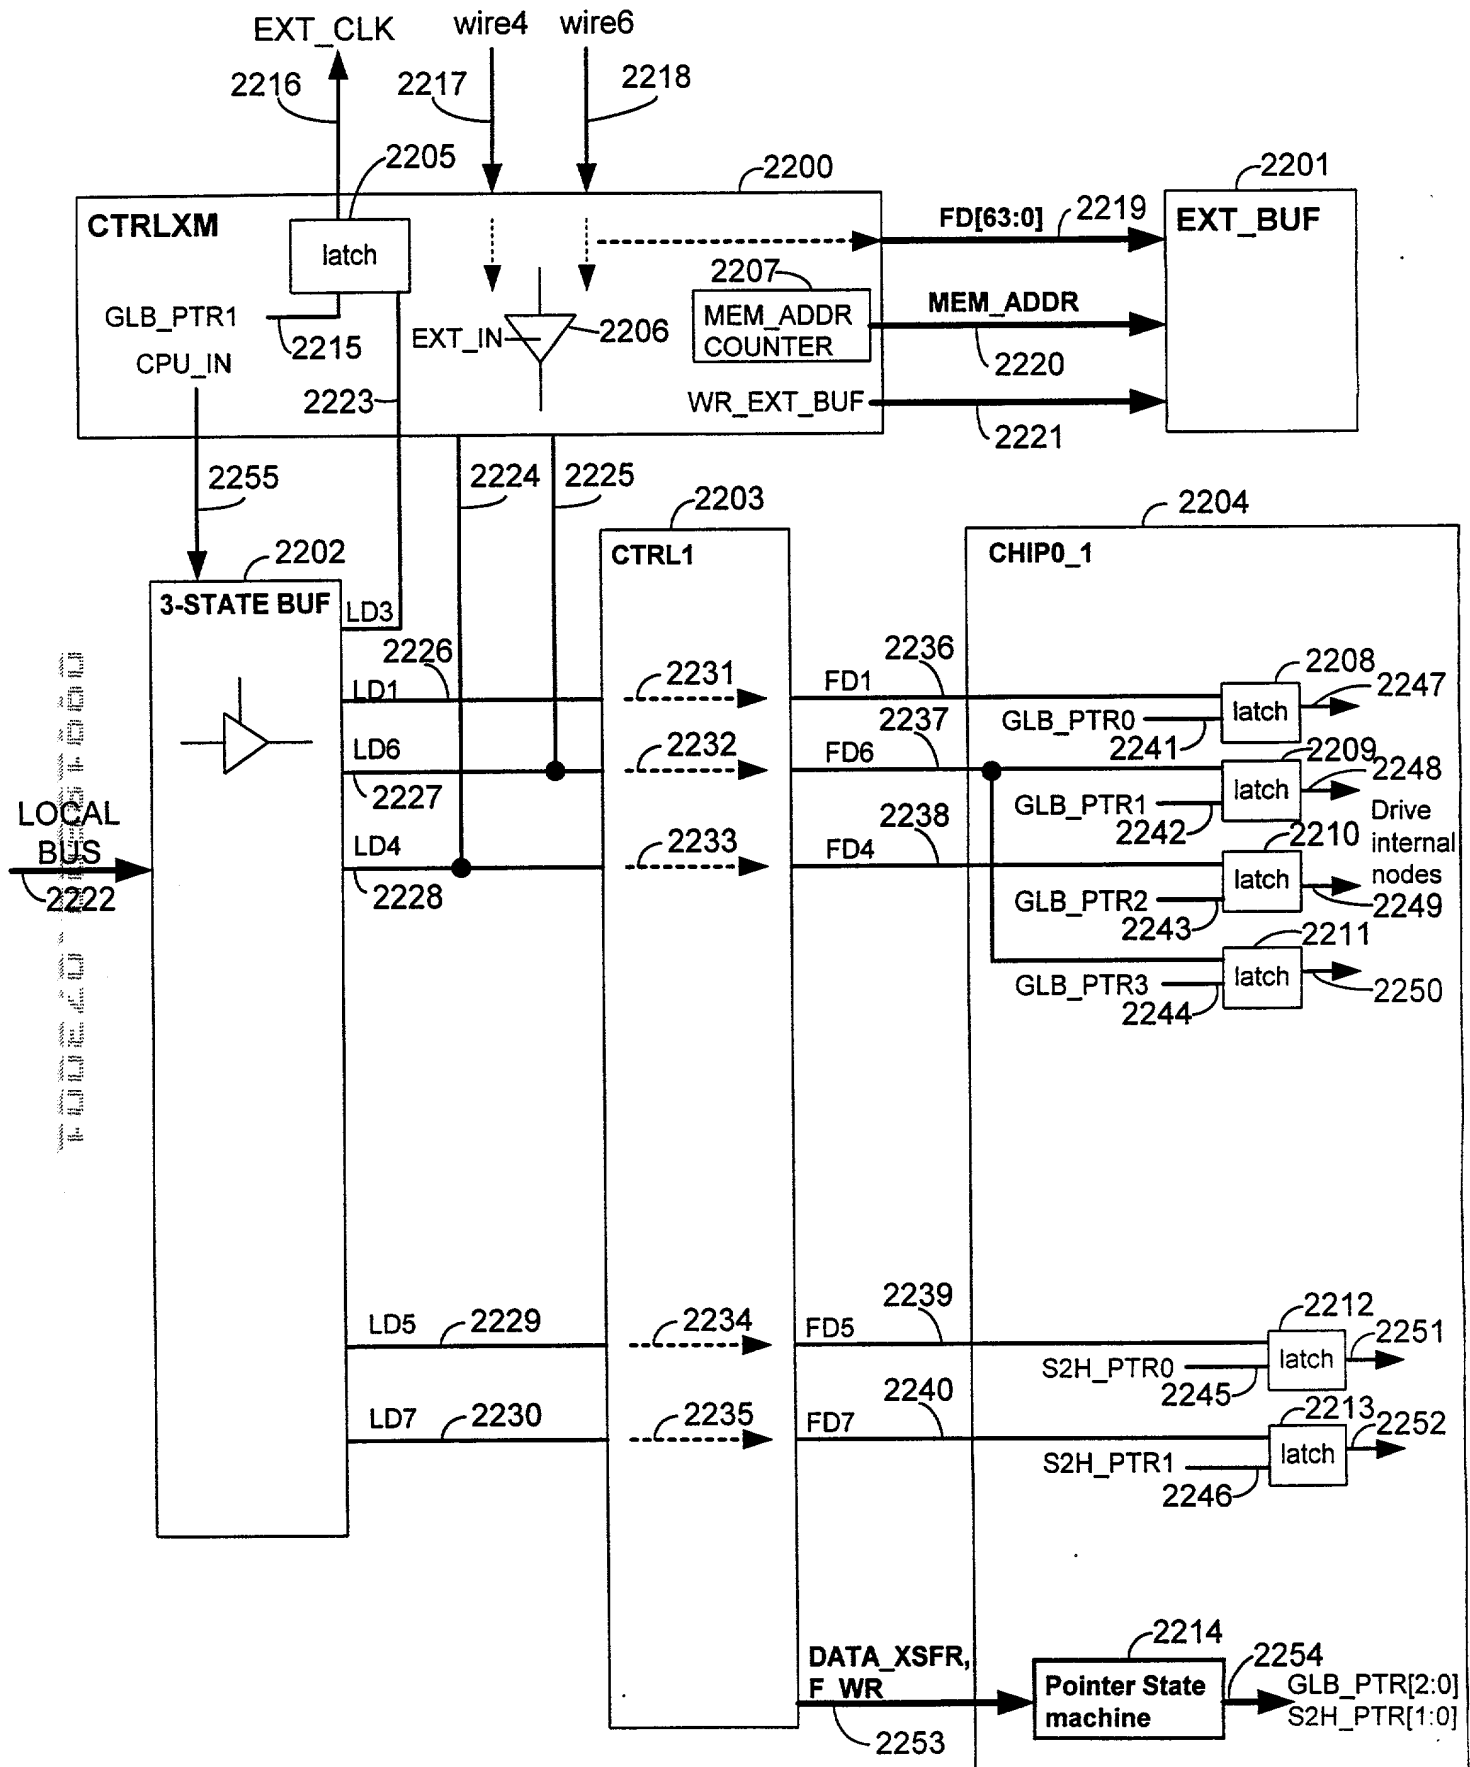 EXT_CLK
wire4
wire6
2216
2217
2218
2205
2200
2201
CTRLXM
latch
FD[63:0]
2219
EXT_BUF
2207
GLB_PTR1
2215
EXT_IN
2206
MEM_ADDR
COUNTER
MEM_ADDR
2220
CPU_IN
2223
WR_EXT_BUF
2221
2255
2224
2225
2203
2204
2202
CTRL1
CHIP0_1
3-STATE BUF
LD3
2226
2231
2236
2208
2247
LD1
FD1
latch
GLB_PTR0
2241
2237
2209
2248
LD6
2227
2232
FD6
latch
GLB_PTR1
2242
Drive
internal
nodes
LOCAL
BUS
2222
2238
2210
LD4
2228
2233
FD4
latch
GLB_PTR2
2243
2249
2211
latch
GLB_PTR3
2244
2250
2239
2212
2251
LD5
2229
2234
FD5
latch
S2H_PTR0
2245
2240
2213
2252
LD7
2230
2235
FD7
latch
S2H_PTR1
2246
2214
2254
DATA_XSFR,
F_WR
2253
Pointer State
machine
GLB_PTR[2:0]
S2H_PTR[1:0]